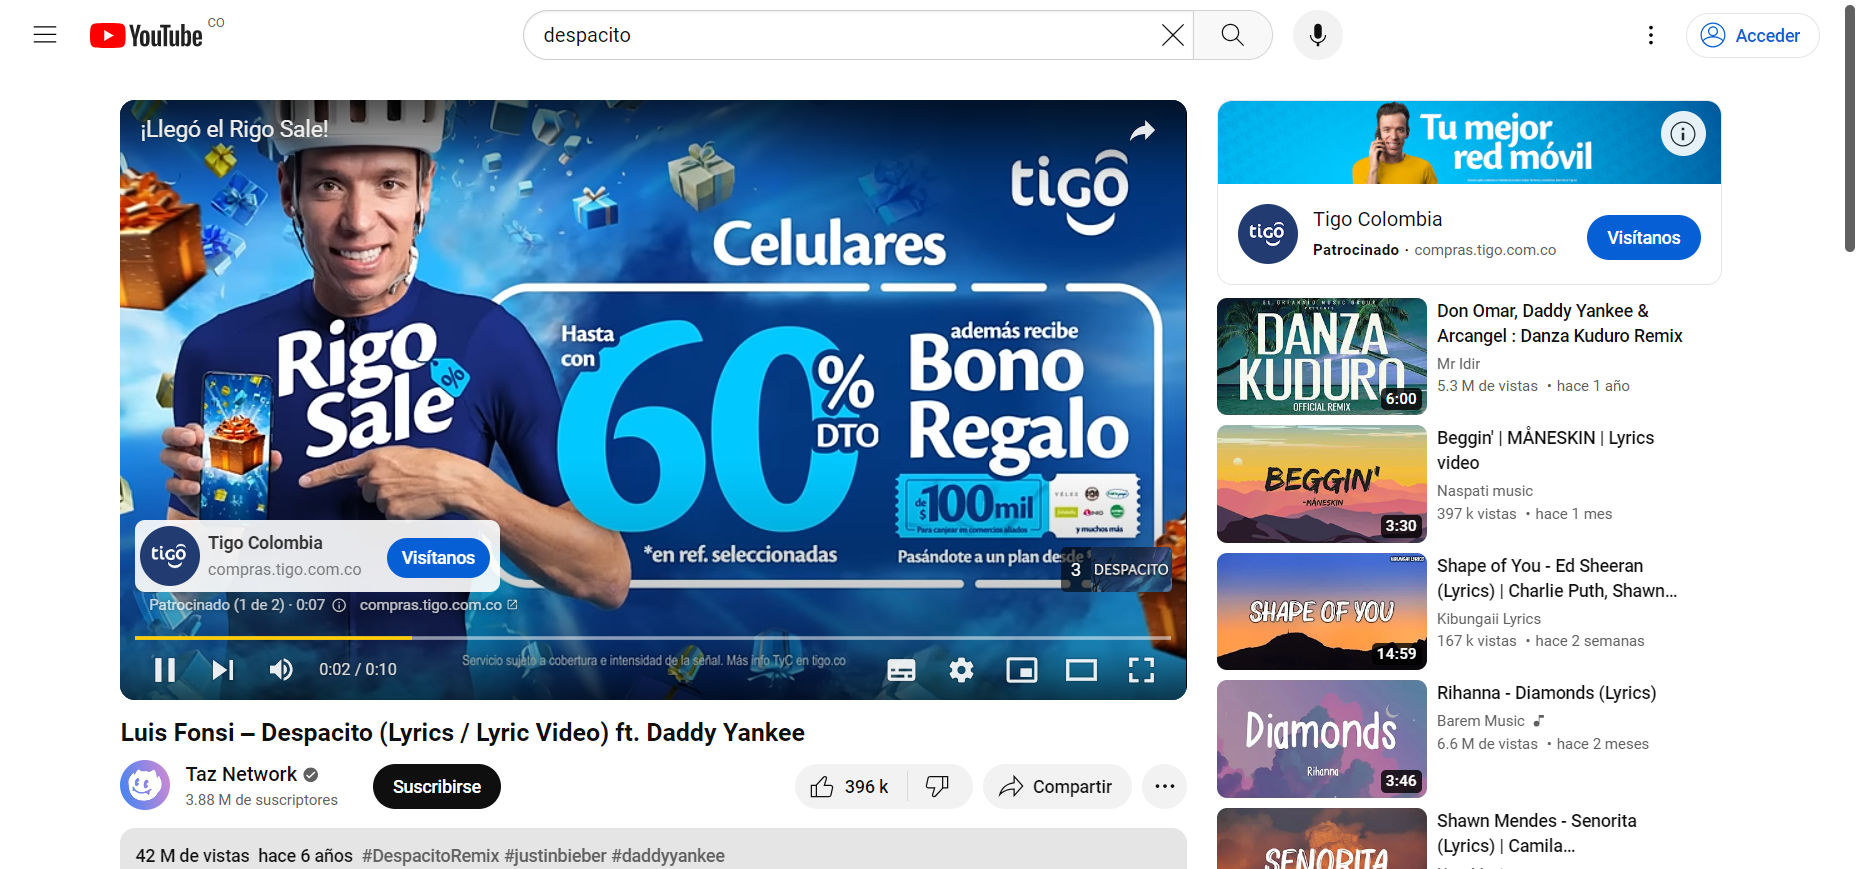 YouTube CO
despacito
Acceder
¡Llegó el Rigo Sale!
tigo
Celulares
Rigo
Sale
%
Hasta
con
60%
DTO
además recibe
Bono
Regalo
de
$100mil
Para canjear en comercios aliados
VÉLEZ
y muchos más
*en ref. seleccionadas
Pasándote a un plan desde
tigo
Tigo Colombia
compras.tigo.com.co
Visítanos
3 DESPACITO
Patrocinado (1 de 2) · 0:07 compras.tigo.com.co
0:02 / 0:10
Servicio sujeto a cobertura e intensidad de la señal. Más info TyC en tigo.co
Luis Fonsi ‒ Despacito (Lyrics / Lyric Video) ft. Daddy Yankee
Taz Network
3.88 M de suscriptores
Suscribirse
396 k
Compartir
42 M de vistas hace 6 años #DespacitoRemix #justinbieber #daddyyankee
Tu mejor
red móvil
tigo
Tigo Colombia
Patrocinado · compras.tigo.com.co
Visítanos
DANZA
KUDURO
OFFICIAL REMIX
6:00
Don Omar, Daddy Yankee &
Arcangel : Danza Kuduro Remix
Mr Idir
5.3 M de vistas • hace 1 año
BEGGIN'
-MÅNESKIN
3:30
Beggin' | MÅNESKIN | Lyrics
video
Naspati music
397 k vistas • hace 1 mes
KIBUNGAII LYRICS
SHAPE OF YOU
14:59
Shape of You - Ed Sheeran
(Lyrics) | Charlie Puth, Shawn...
Kibungaii Lyrics
167 k vistas • hace 2 semanas
Diamonds
Rihanna
3:46
Rihanna - Diamonds (Lyrics)
Barem Music
6.6 M de vistas • hace 2 meses
SENORITA
Shawn Mendes - Senorita
(Lyrics) | Camila...